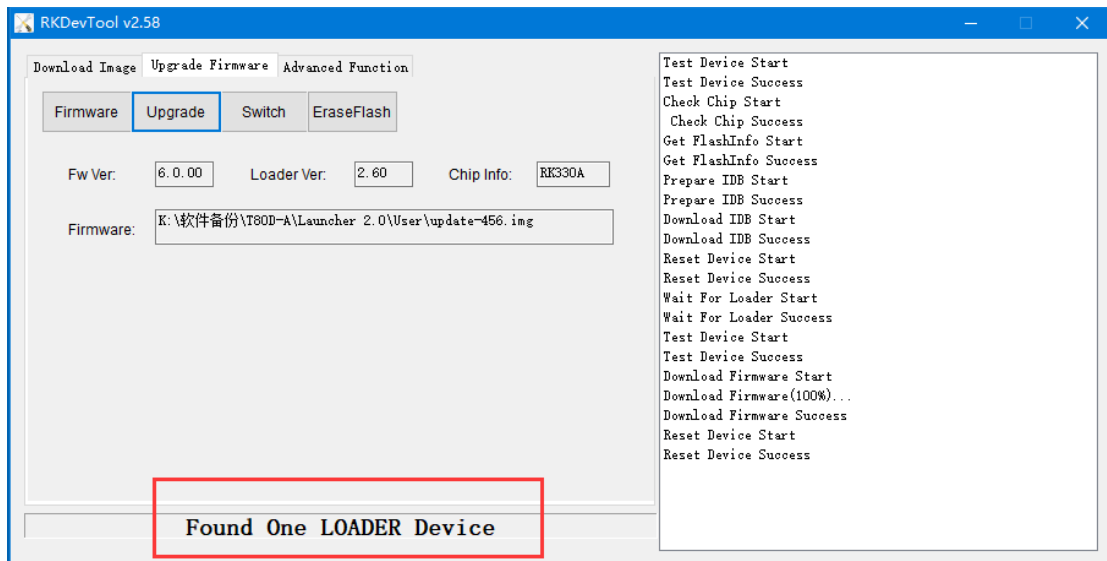 RKDevTool v2.58
Download Image Upgrade Firmware Advanced Function
Firmware Upgrade Switch EraseFlash
Fw Ver: 6.0.00 Loader Ver: 2.60 Chip Info: RK330A
Firmware: K:\软件备份\T80D-A\Launcher 2.0\User\update-456.img
Found One LOADER Device
Test Device Start
Test Device Success
Check Chip Start
Check Chip Success
Get FlashInfo Start
Get FlashInfo Success
Prepare IDB Start
Prepare IDB Success
Download IDB Start
Download IDB Success
Reset Device Start
Reset Device Success
Wait For Loader Start
Wait For Loader Success
Test Device Start
Test Device Success
Download Firmware Start
Download Firmware(100%)...
Download Firmware Success
Reset Device Start
Reset Device Success